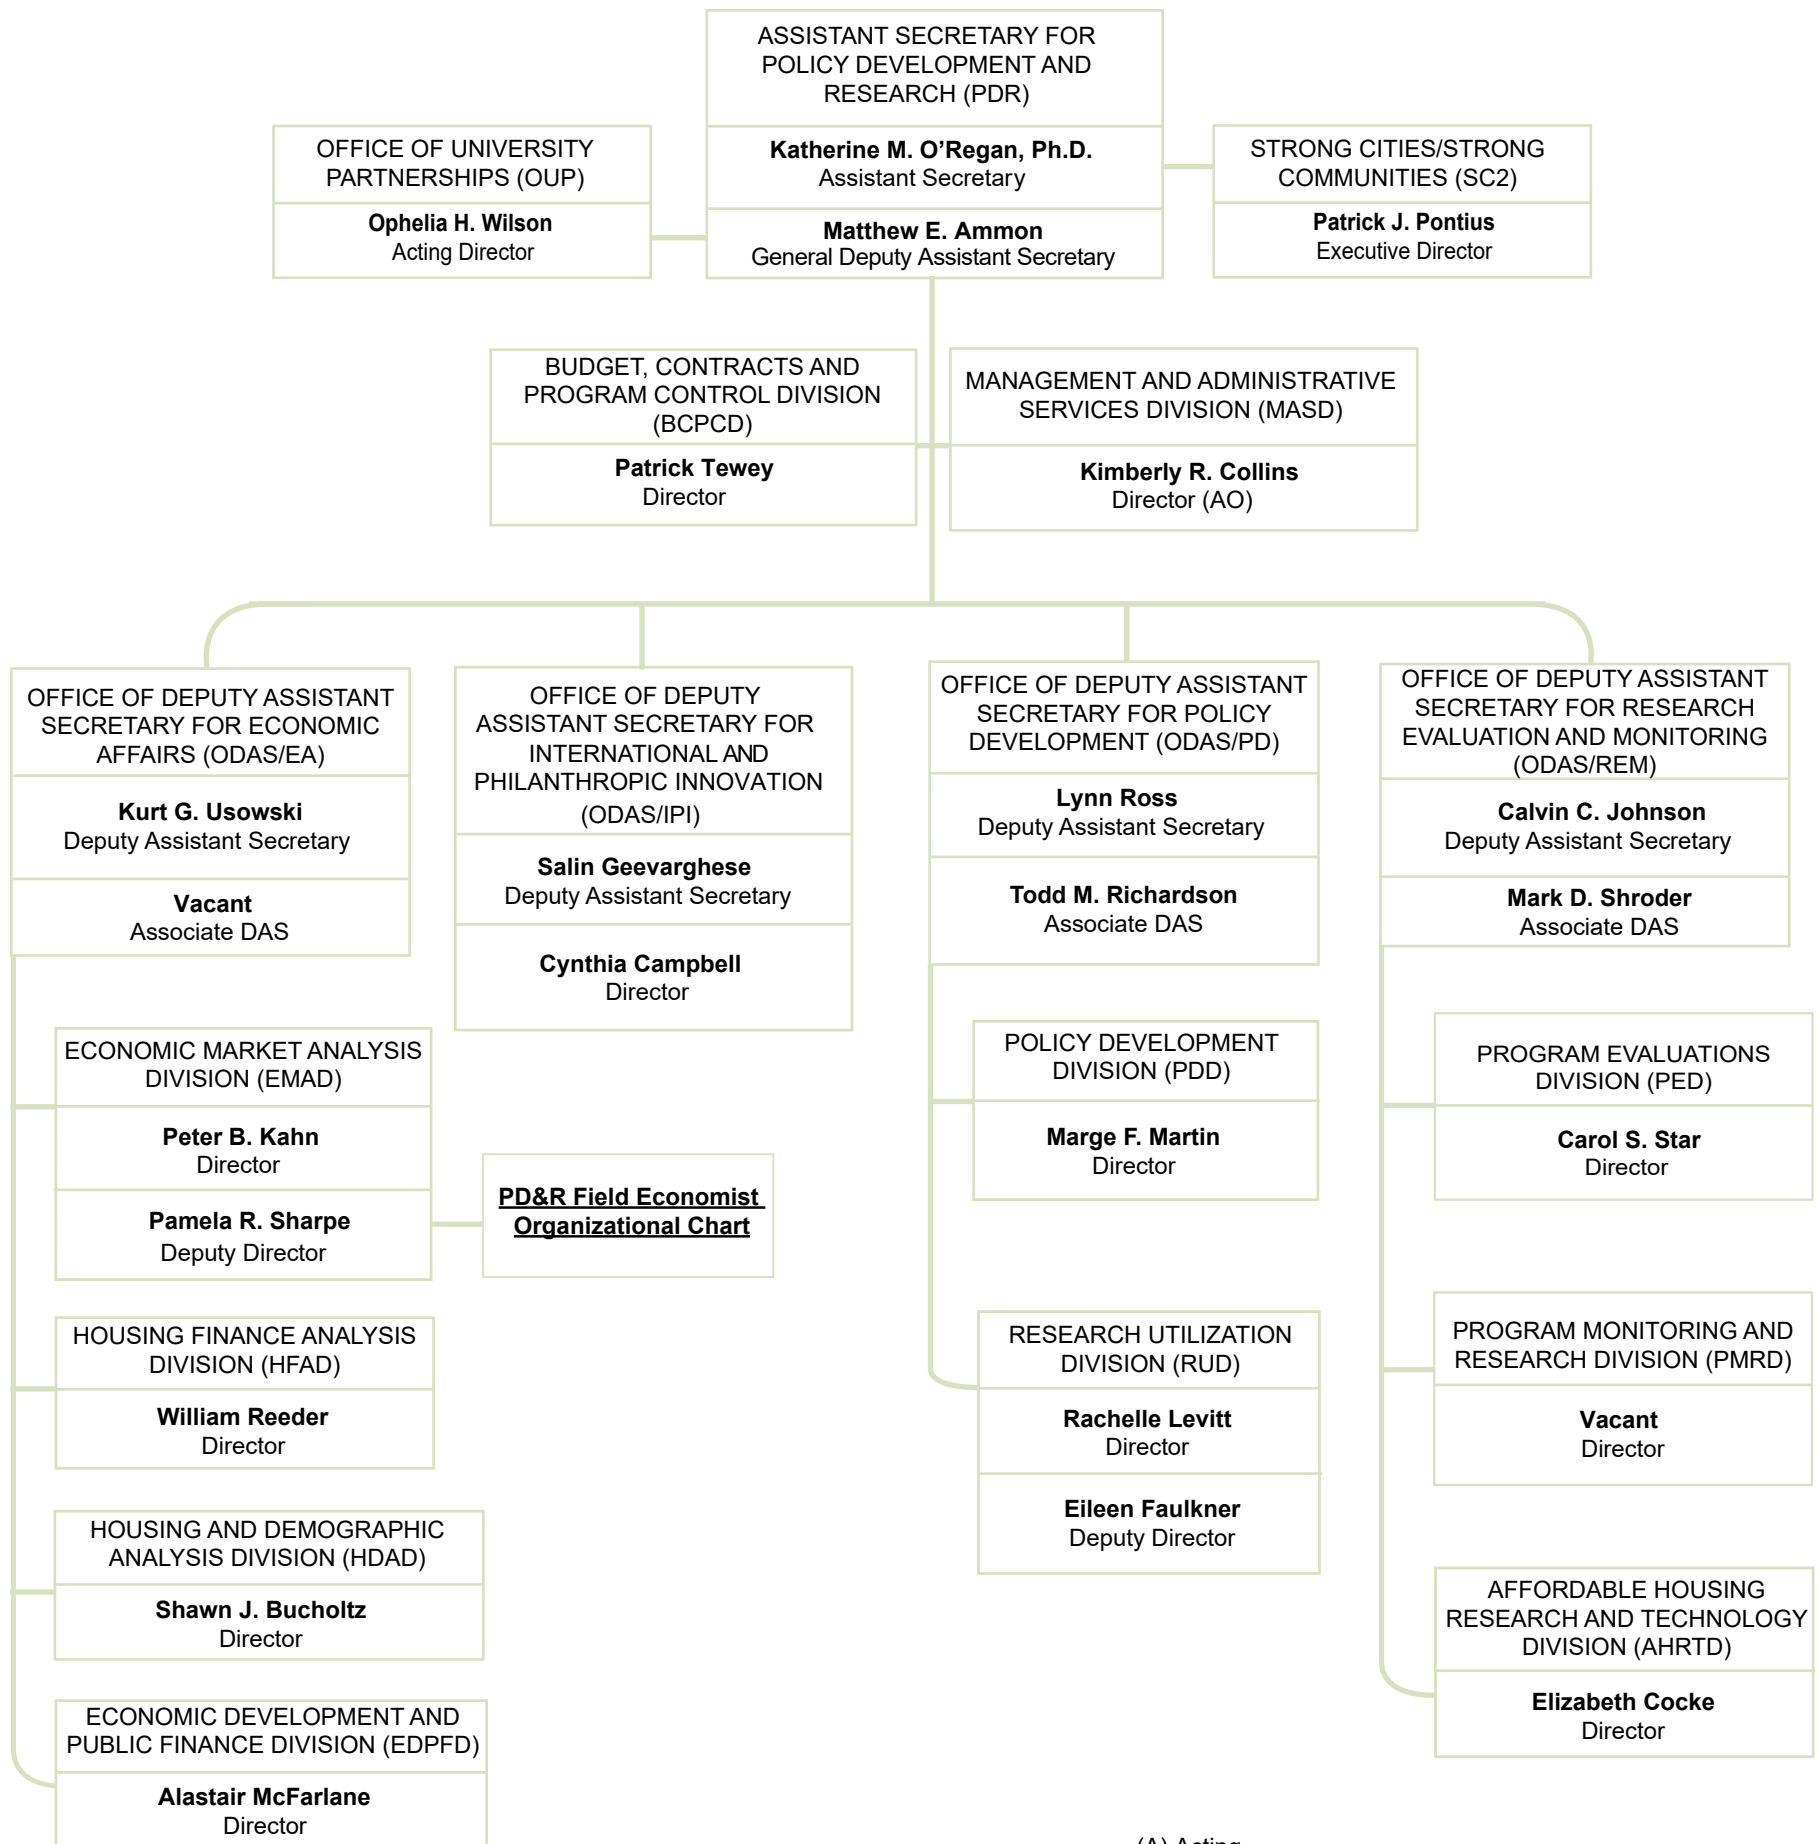 ASSISTANT SECRETARY FOR
POLICY DEVELOPMENT AND
RESEARCH (PDR)
Katherine M. O’Regan, Ph.D.
Assistant Secretary
Matthew E. Ammon
General Deputy Assistant Secretary
OFFICE OF UNIVERSITY
PARTNERSHIPS (OUP)
Ophelia H. Wilson
Acting Director
STRONG CITIES/STRONG
COMMUNITIES (SC2)
Patrick J. Pontius
Executive Director
BUDGET, CONTRACTS AND
PROGRAM CONTROL DIVISION
(BCPCD)
Patrick Tewey
Director
MANAGEMENT AND ADMINISTRATIVE
SERVICES DIVISION (MASD)
Kimberly R. Collins
Director (AO)
OFFICE OF DEPUTY ASSISTANT
SECRETARY FOR ECONOMIC
AFFAIRS (ODAS/EA)
Kurt G. Usowski
Deputy Assistant Secretary
Vacant
Associate DAS
ECONOMIC MARKET ANALYSIS
DIVISION (EMAD)
Peter B. Kahn
Director
Pamela R. Sharpe
Deputy Director
PD&R Field Economist
Organizational Chart
HOUSING FINANCE ANALYSIS
DIVISION (HFAD)
William Reeder
Director
HOUSING AND DEMOGRAPHIC
ANALYSIS DIVISION (HDAD)
Shawn J. Bucholtz
Director
ECONOMIC DEVELOPMENT AND
PUBLIC FINANCE DIVISION (EDPFD)
Alastair McFarlane
Director
OFFICE OF DEPUTY
ASSISTANT SECRETARY FOR
INTERNATIONAL AND
PHILANTHROPIC INNOVATION
(ODAS/IPI)
Salin Geevarghese
Deputy Assistant Secretary
Cynthia Campbell
Director
OFFICE OF DEPUTY ASSISTANT
SECRETARY FOR POLICY
DEVELOPMENT (ODAS/PD)
Lynn Ross
Deputy Assistant Secretary
Todd M. Richardson
Associate DAS
POLICY DEVELOPMENT
DIVISION (PDD)
Marge F. Martin
Director
RESEARCH UTILIZATION
DIVISION (RUD)
Rachelle Levitt
Director
Eileen Faulkner
Deputy Director
OFFICE OF DEPUTY ASSISTANT
SECRETARY FOR RESEARCH
EVALUATION AND MONITORING
(ODAS/REM)
Calvin C. Johnson
Deputy Assistant Secretary
Mark D. Shroder
Associate DAS
PROGRAM EVALUATIONS
DIVISION (PED)
Carol S. Star
Director
PROGRAM MONITORING AND
RESEARCH DIVISION (PMRD)
Vacant
Director
AFFORDABLE HOUSING
RESEARCH AND TECHNOLOGY
DIVISION (AHRTD)
Elizabeth Cocke
Director
(A) Acting